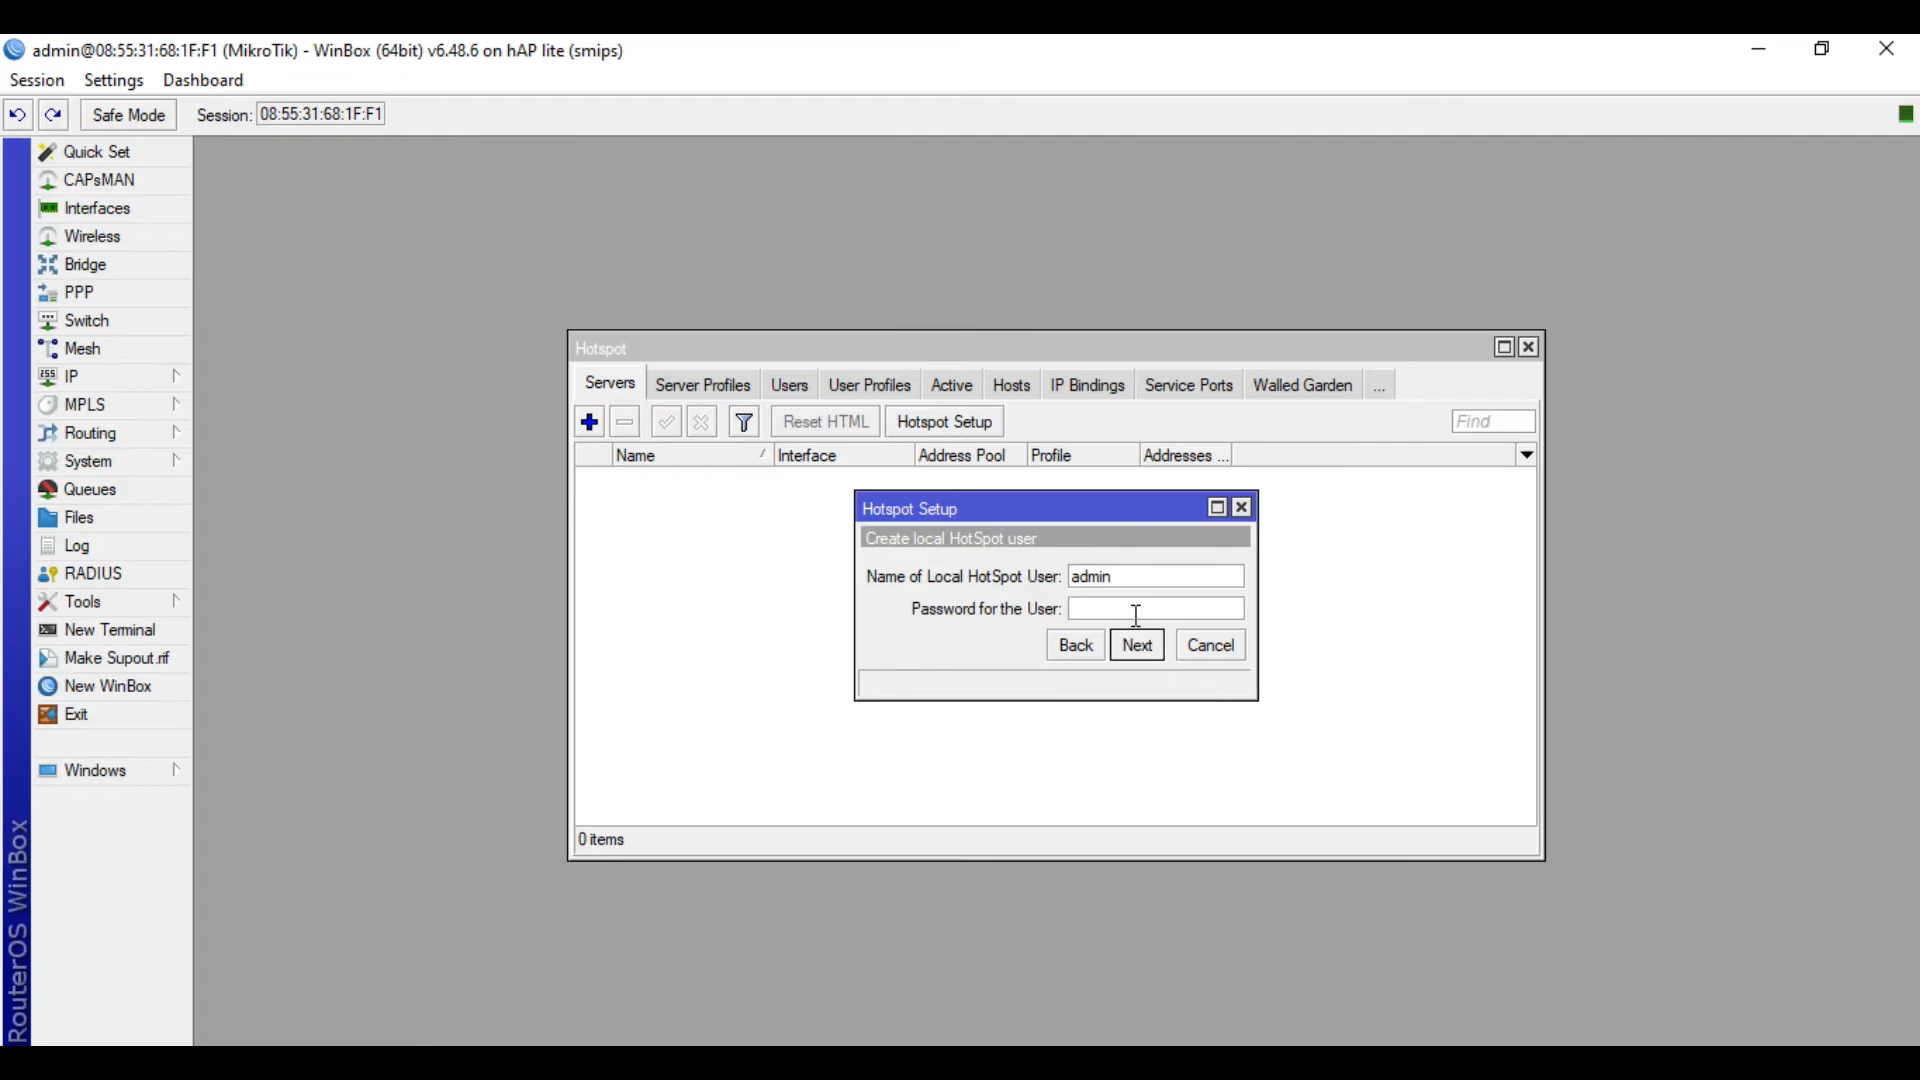 admin@08:55:31:68:1F:F1 (MikroTik) - WinBox (64bit) v6.48.6 on hAP lite (smips)
Session Settings Dashboard
Safe Mode Session: 08:55:31:68:1F:F1
Quick Set
CAPsMAN
Interfaces
Wireless
Bridge
PPP
Switch
Mesh
IP
MPLS
Routing
System
Queues
Files
Log
RADIUS
Tools
New Terminal
Make Supout.rif
New WinBox
Exit
Windows
RouterOS WinBox
Hotspot
Servers Server Profiles Users User Profiles Active Hosts IP Bindings Service Ports Walled Garden ...
Reset HTML Hotspot Setup Find
Name Interface Address Pool Profile Addresses ...
Hotspot Setup
Create local HotSpot user
Name of Local HotSpot User: admin
Password for the User:
Back Next Cancel
0 items